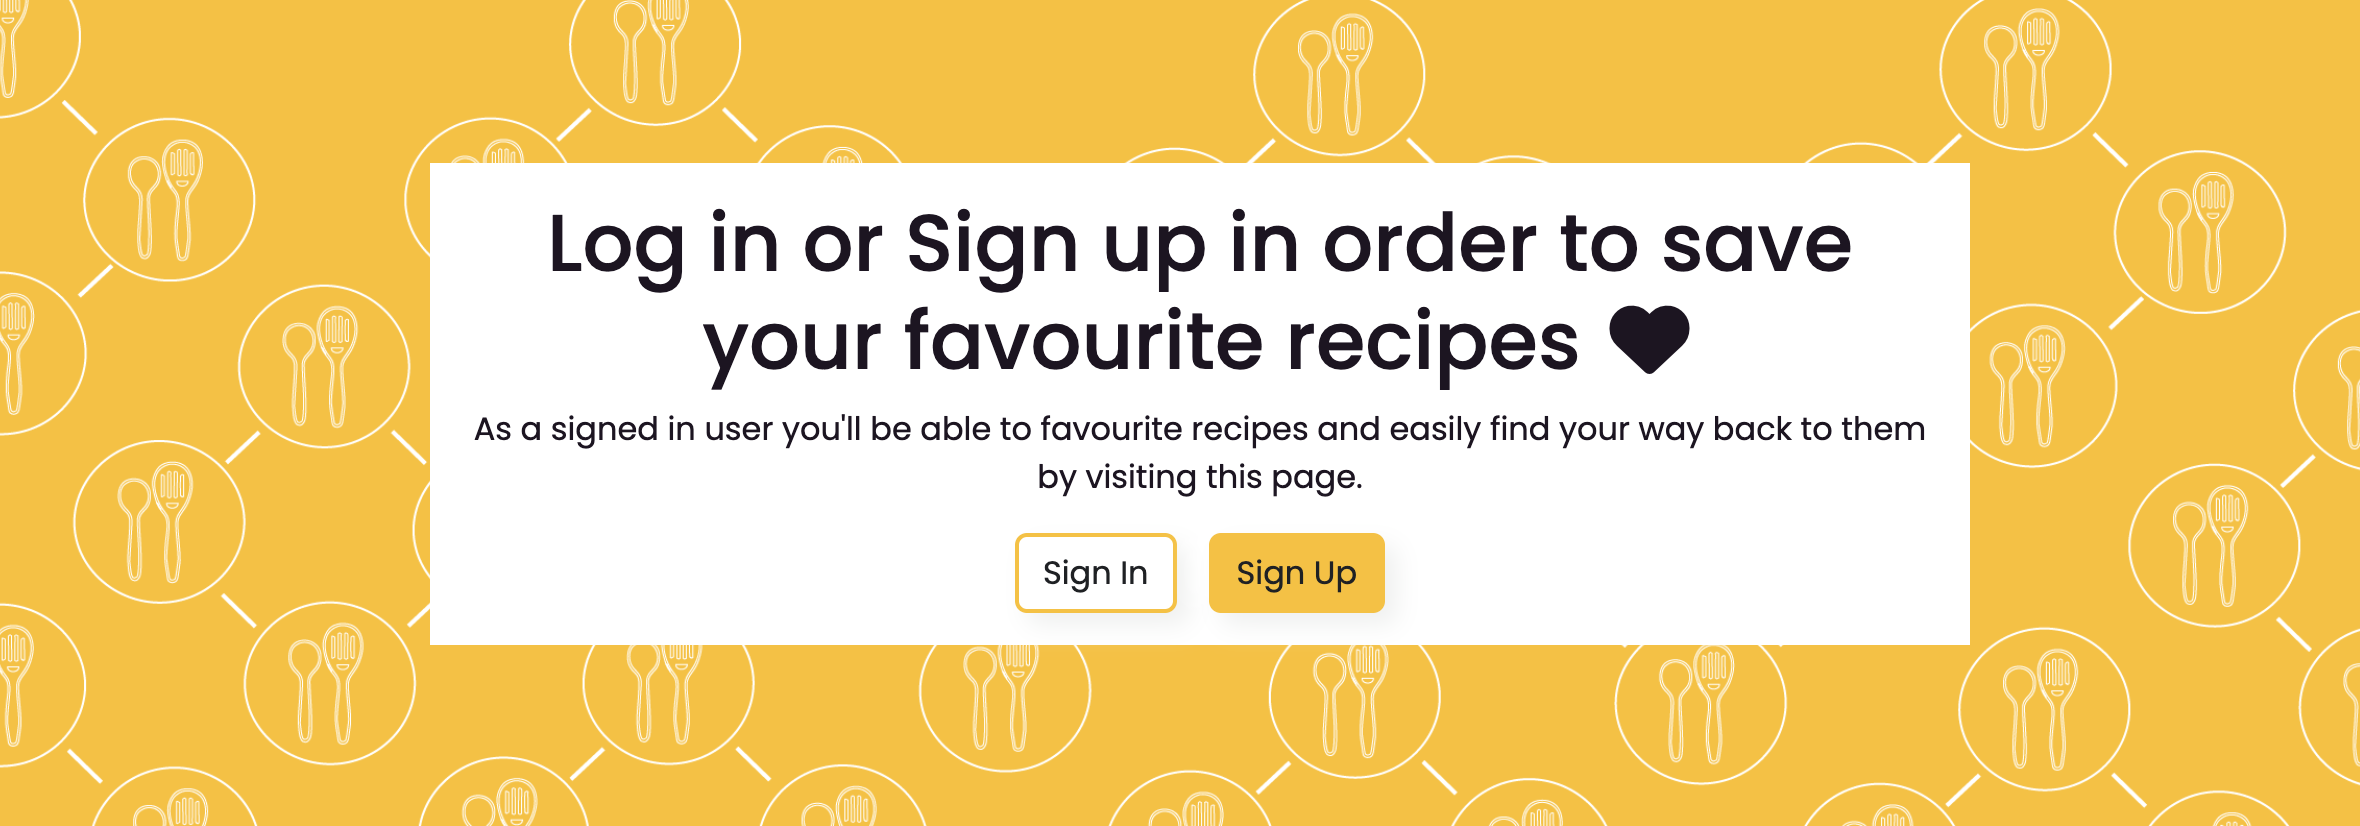 Log in or Sign up in order to save
your favourite recipes
As a signed in user you'll be able to favourite recipes and easily find your way back to them
by visiting this page.
Sign In
Sign Up